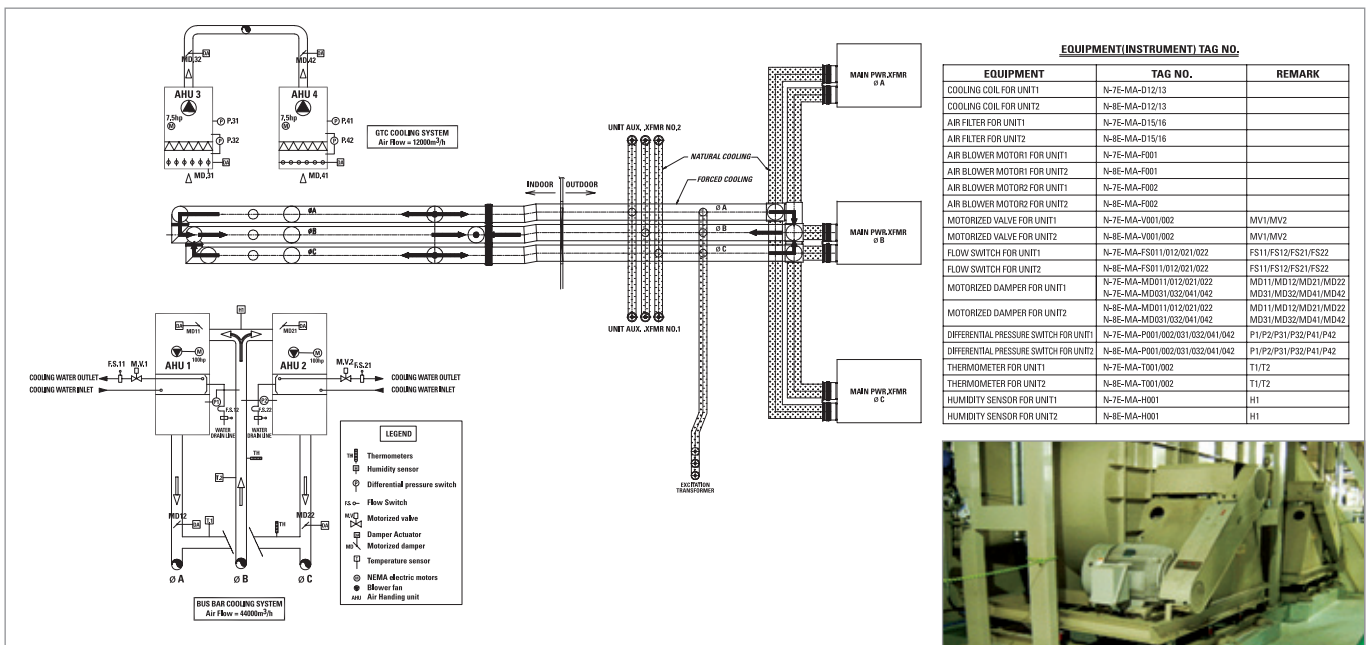 MD,32
DA
DA
MD,42
AHU 3
AHU 4
7,5hp
M
7,5hp
M
P P,31
P P,41
P P,32
P P,42
DA
DA
MD,31
MD,41
GTC COOLING SYSTEM
Air Flow = 12000m³/h
UNIT AUX, .XFMR NO,2
NATURAL COOLING
FORCED COOLING
INDOOR
OUTDOOR
øA
øB
øC
ø A
ø B
ø C
UNIT AUX. .XFMR NO.1
EXCITATION
TRANSFORMER
MAIN PWR.XFMR
ø A
MAIN PWR.XFMR
ø B
MAIN PWR.XFMR
ø C
H1
DA
MD11
MD21
DA
M
100hp
M
100hp
AHU 1
AHU 2
F.S.11
M,V.1
M,V.2
F.S.21
COOLING WATER OUTLET
COOLING WATER INLET
COOLING WATER OUTLET
COOLING WATER INLET
P1
P2
F.S.12
F.S.22
WATER
DRAIN LINE
WATER
DRAIN LINE
TH
T.2
MD12
DA
T.1
TH
MD22
DA
ø A
ø B
ø C
BUS BAR COOLING SYSTEM
Air Flow = 44000m³/h
LEGEND
TH Thermometers
H Humidity sensor
P Differential pressure switch
F.S. Flow Switch
M,V. Motorized valve
DA Damper Actuator
MD Motorized damper
T Temperature sensor
NEMA electric motors
Blower fan
AHU Air Handing unit
EQUIPMENT(INSTRUMENT) TAG NO.
EQUIPMENT TAG NO. REMARK
COOLING COIL FOR UNIT1 N-7E-MA-D12/13
COOLING COIL FOR UNIT2 N-8E-MA-D12/13
AIR FILTER FOR UNIT1 N-7E-MA-D15/16
AIR FILTER FOR UNIT2 N-8E-MA-D15/16
AIR BLOWER MOTOR1 FOR UNIT1 N-7E-MA-F001
AIR BLOWER MOTOR1 FOR UNIT2 N-8E-MA-F001
AIR BLOWER MOTOR2 FOR UNIT1 N-7E-MA-F002
AIR BLOWER MOTOR2 FOR UNIT2 N-8E-MA-F002
MOTORIZED VALVE FOR UNIT1 N-7E-MA-V001/002 MV1/MV2
MOTORIZED VALVE FOR UNIT2 N-8E-MA-V001/002 MV1/MV2
FLOW SWITCH FOR UNIT1 N-7E-MA-FS011/012/021/022 FS11/FS12/FS21/FS22
FLOW SWITCH FOR UNIT2 N-8E-MA-FS011/012/021/022 FS11/FS12/FS21/FS22
MOTORIZED DAMPER FOR UNIT1 N-7E-MA-MD011/012/021/022 MD11/MD12/MD21/MD22
N-7E-MA-MD031/032/041/042 MD31/MD32/MD41/MD42
MOTORIZED DAMPER FOR UNIT2 N-8E-MA-MD011/012/021/022 MD11/MD12/MD21/MD22
N-8E-MA-MD031/032/041/042 MD31/MD32/MD41/MD42
DIFFERENTIAL PRESSURE SWITCH FOR UNIT1 N-7E-MA-P001/002/031/032/041/042 P1/P2/P31/P32/P41/P42
DIFFERENTIAL PRESSURE SWITCH FOR UNIT2 N-8E-MA-P001/002/031/032/041/042 P1/P2/P31/P32/P41/P42
THERMOMETER FOR UNIT1 N-7E-MA-T001/002 T1/T2
THERMOMETER FOR UNIT2 N-8E-MA-T001/002 T1/T2
HUMIDITY SENSOR FOR UNIT1 N-7E-MA-H001 H1
HUMIDITY SENSOR FOR UNIT2 N-8E-MA-H001 H1